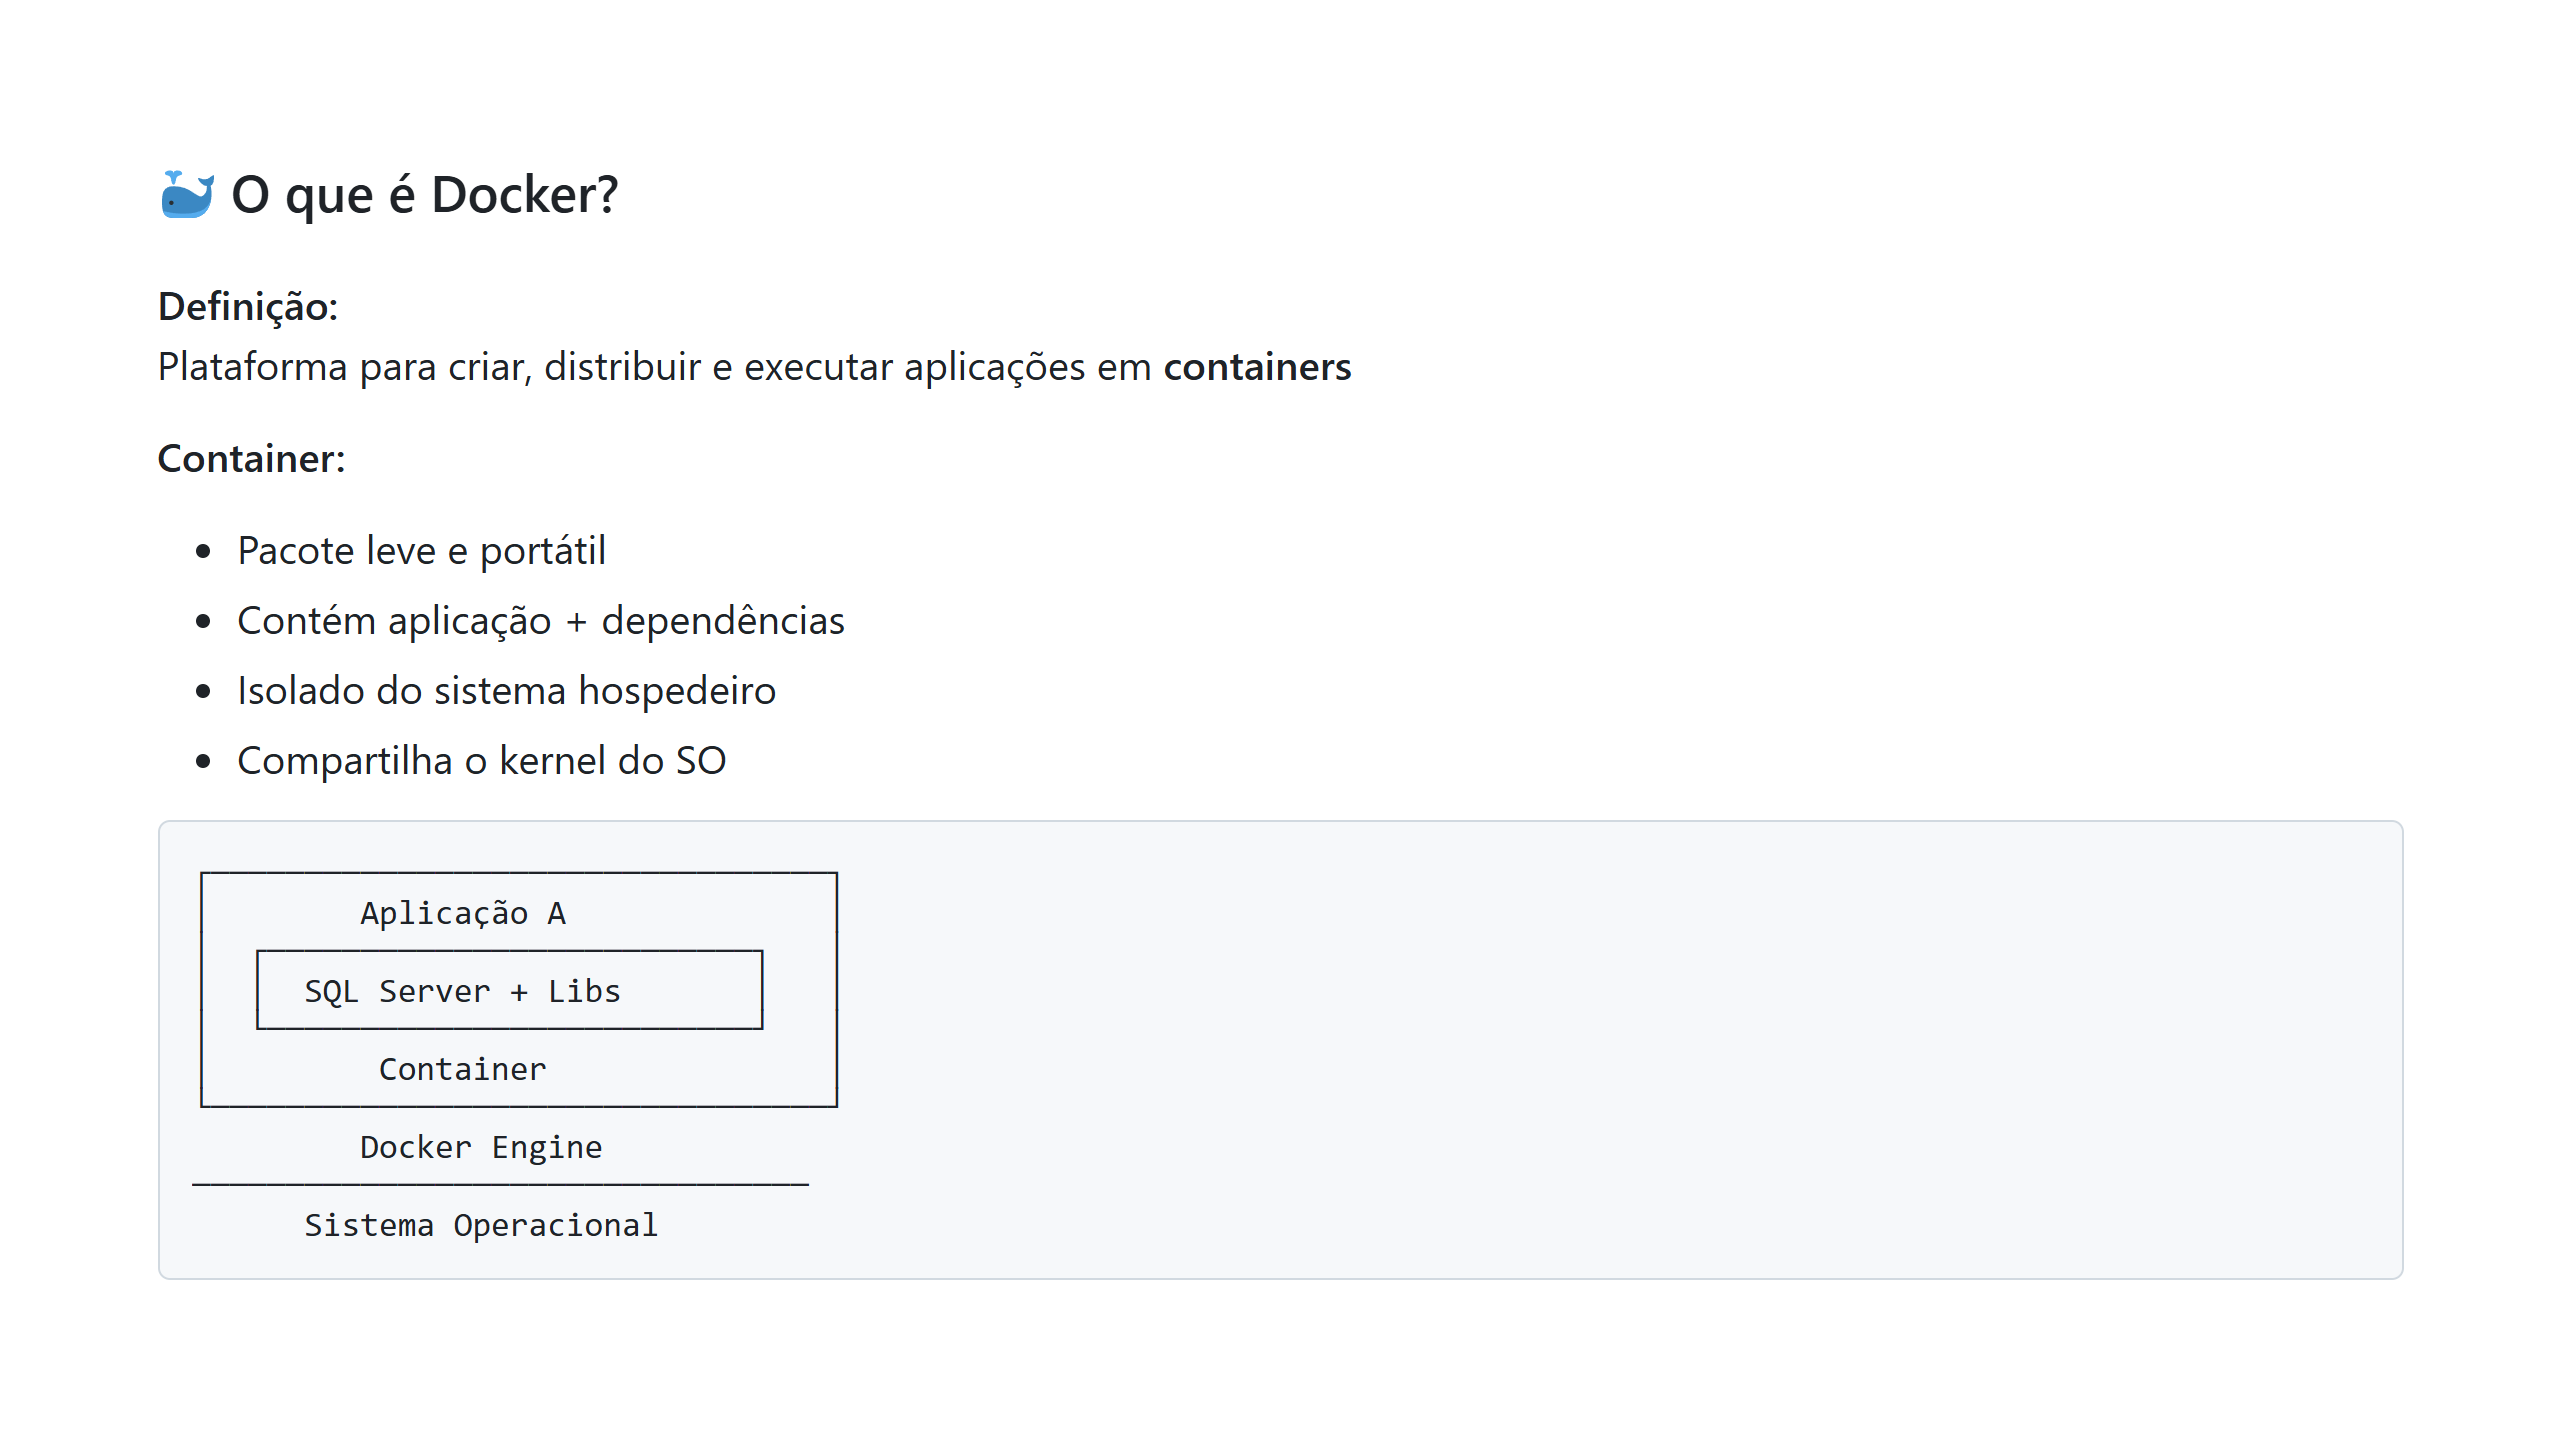 🐳 O que é Docker?
Definição:
Plataforma para criar, distribuir e executar aplicações em containers
Container:
• Pacote leve e portátil
• Contém aplicação + dependências
• Isolado do sistema hospedeiro
• Compartilha o kernel do SO
Aplicação A
SQL Server + Libs
Container
Docker Engine
Sistema Operacional